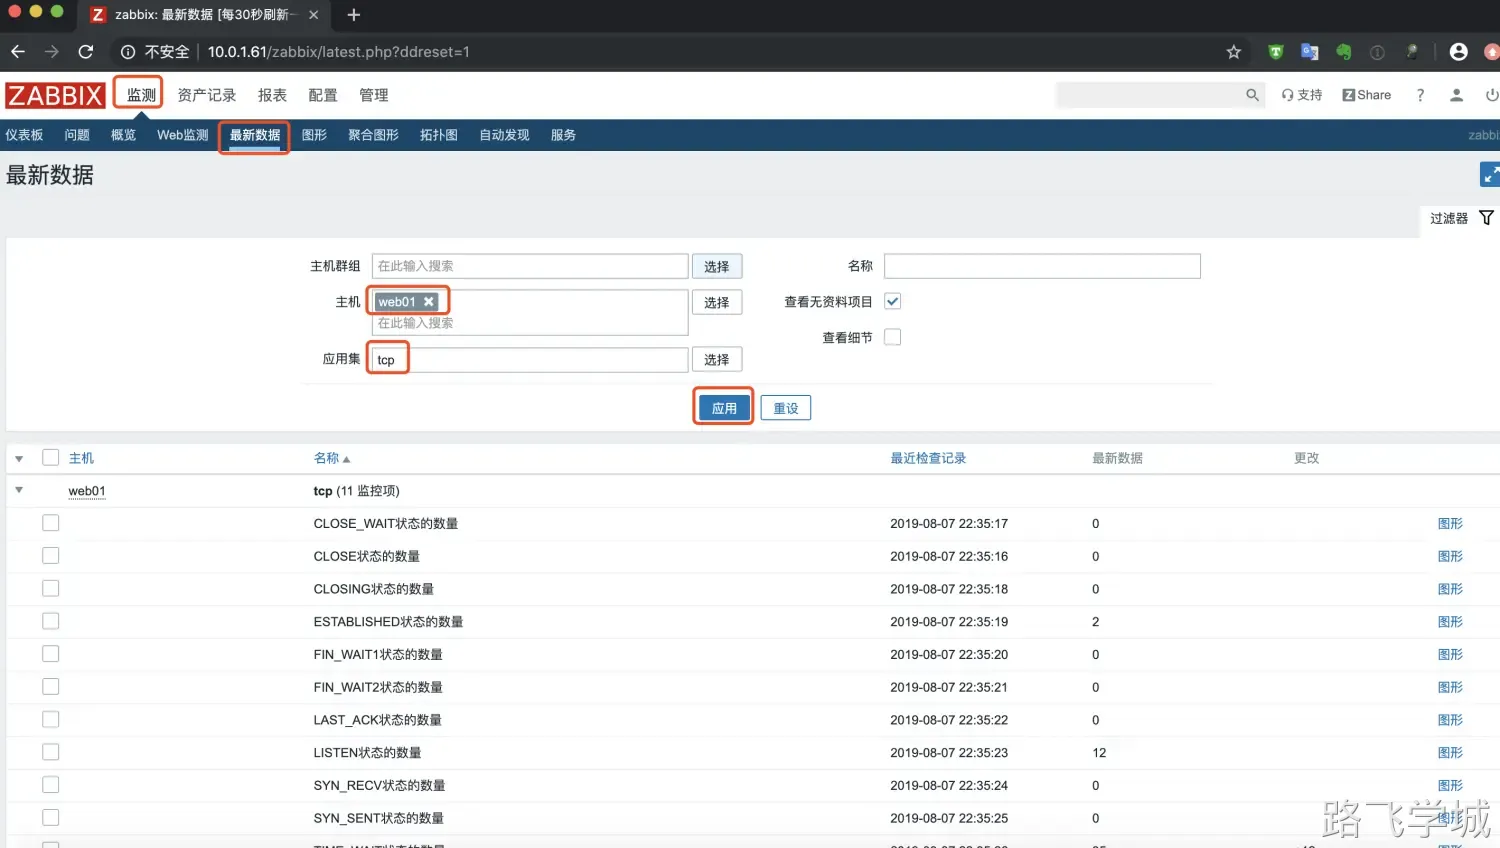 zabbix: 最新数据 [每30秒刷新一
不安全 10.0.1.61/zabbix/latest.php?ddreset=1
ZABBIX 监测 资产记录 报表 配置 管理 支持 Share ?
仪表板 问题 概览 Web监测 最新数据 图形 聚合图形 拓扑图 自动发现 服务 zabbi
最新数据
过滤器
主机群组 在此输入搜索 选择 名称
主机 web01 选择 查看无资料项目
在此输入搜索
查看细节
应用集 tcp 选择
应用 重设
主机 名称 最近检查记录 最新数据 更改
web01 tcp (11 监控项)
CLOSE_WAIT状态的数量 2019-08-07 22:35:17 0 图形
CLOSE状态的数量 2019-08-07 22:35:16 0 图形
CLOSING状态的数量 2019-08-07 22:35:18 0 图形
ESTABLISHED状态的数量 2019-08-07 22:35:19 2 图形
FIN_WAIT1状态的数量 2019-08-07 22:35:20 0 图形
FIN_WAIT2状态的数量 2019-08-07 22:35:21 0 图形
LAST_ACK状态的数量 2019-08-07 22:35:22 0 图形
LISTEN状态的数量 2019-08-07 22:35:23 12 图形
SYN_RECV状态的数量 2019-08-07 22:35:24 0 图形
SYN_SENT状态的数量 2019-08-07 22:35:25 0 图形
路飞学城